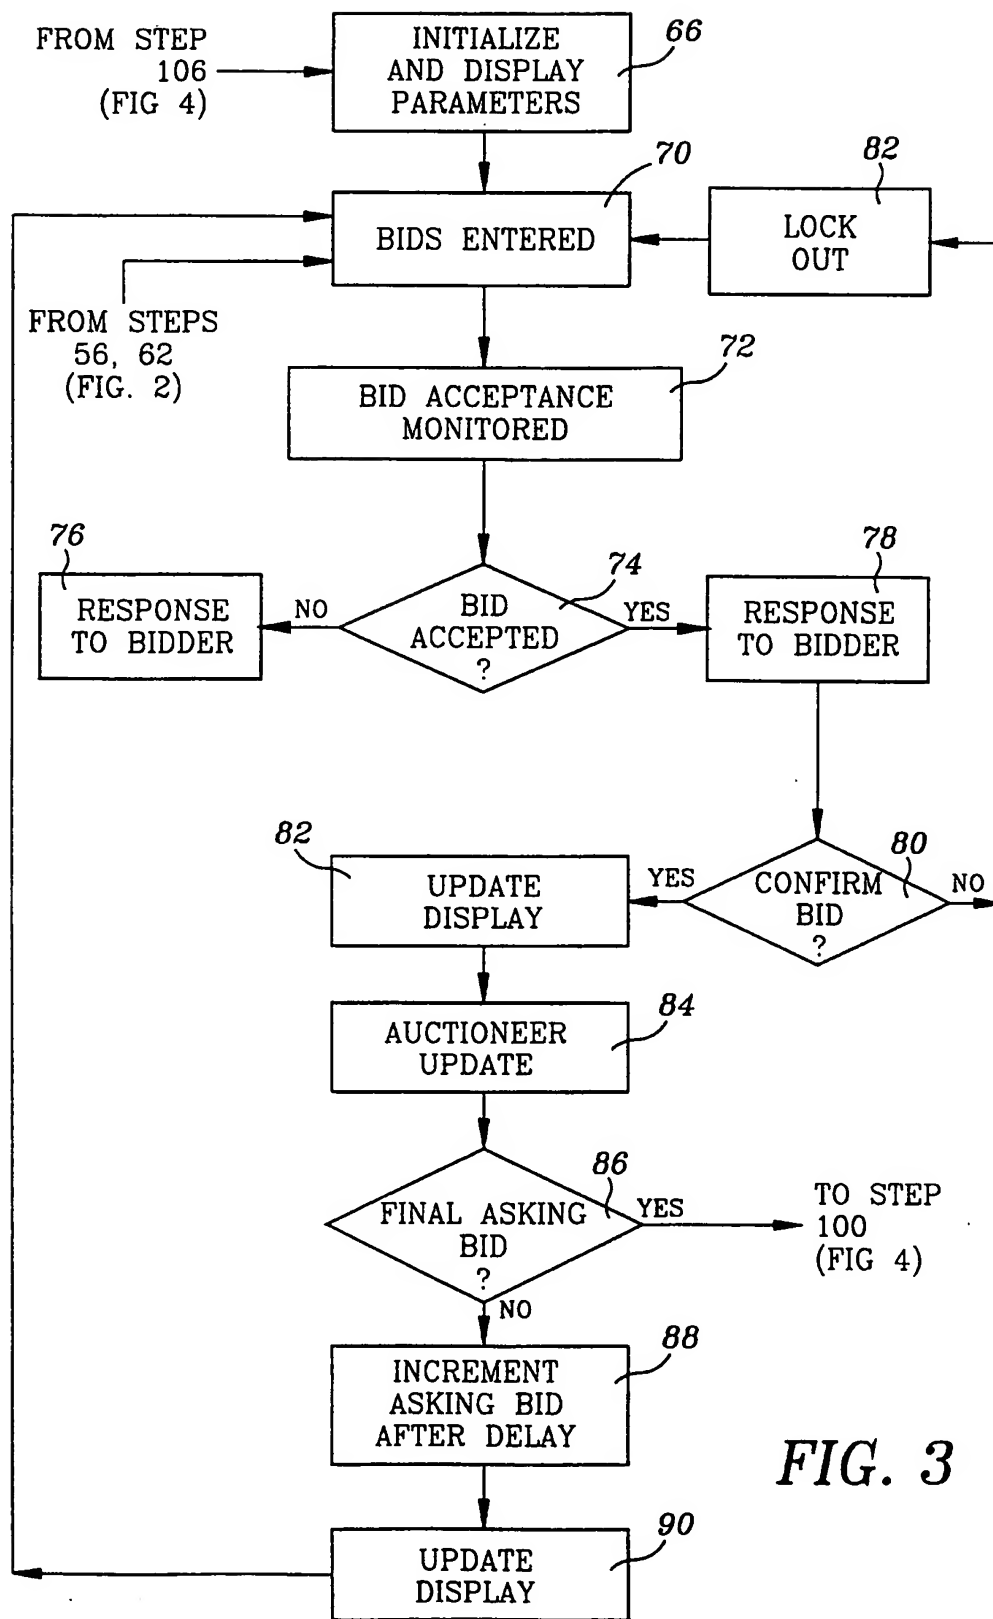 FROM STEP
106
(FIG 4)
INITIALIZE
AND DISPLAY
PARAMETERS
66
70
82
BIDS ENTERED
LOCK
OUT
FROM STEPS
56, 62
(FIG. 2)
72
BID ACCEPTANCE
MONITORED
76
74
78
RESPONSE
TO BIDDER
NO
BID
ACCEPTED
?
YES
RESPONSE
TO BIDDER
82
80
UPDATE
DISPLAY
YES
CONFIRM
BID
?
NO
84
AUCTIONEER
UPDATE
86
FINAL ASKING
BID
?
YES
TO STEP
100
(FIG 4)
NO
88
INCREMENT
ASKING BID
AFTER DELAY
FIG. 3
90
UPDATE
DISPLAY